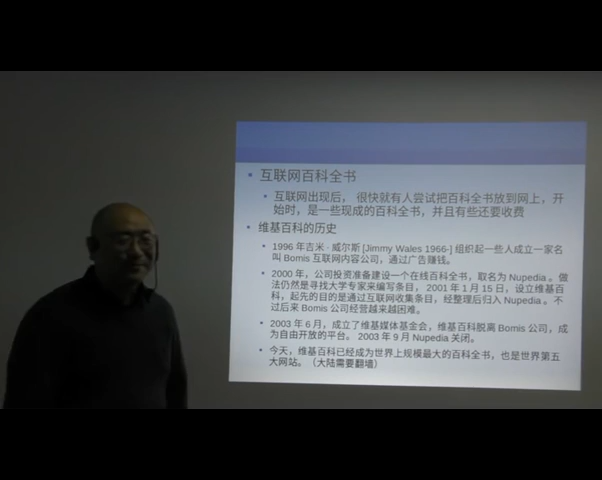 互联网百科全书
互联网出现后， 很快就有人尝试把百科全书放到网上，开
始时，是一些现成的百科全书，并且有些还要收费
维基百科的历史
1996 年吉米 · 威尔斯 [Jimmy Wales 1966-] 组织起一些人成立一家名
叫 Bomis 互联网内容公司，通过广告赚钱。
2000 年，公司投资准备建设一个在线百科全书，取名为 Nupedia 。做
法仍然是寻找大学专家来编写条目， 2001 年 1 月 15 日，设立维基百
科，起先的目的是通过互联网收集条目，经整理后归入 Nupedia 。不
过后来 Bomis 公司经营越来越困难。
2003 年 6 月，成立了维基媒体基金会，维基百科脱离 Bomis 公司，成
为自由开放的平台。 2003 年 9 月 Nupedia 关闭。
今天，维基百科已经成为世界上规模最大的百科全书，也是世界第五
大网站。（大陆需要翻墙）